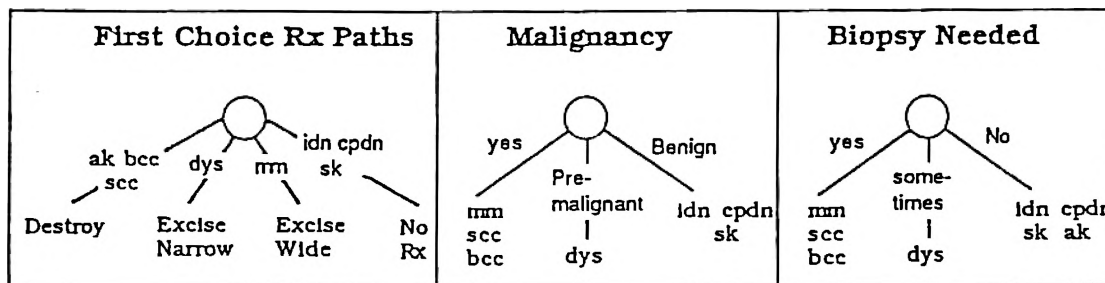 First Choice Rx Paths
ak bcc
scc
dys
mm
idn cpdn
sk
Destroy
Excise
Narrow
Excise
Wide
No
Rx
Malignancy
yes
Pre-
malignant
Benign
mm
scc
bcc
dys
idn cpdn
sk
Biopsy Needed
yes
some-
times
No
mm
scc
bcc
dys
idn cpdn
sk ak